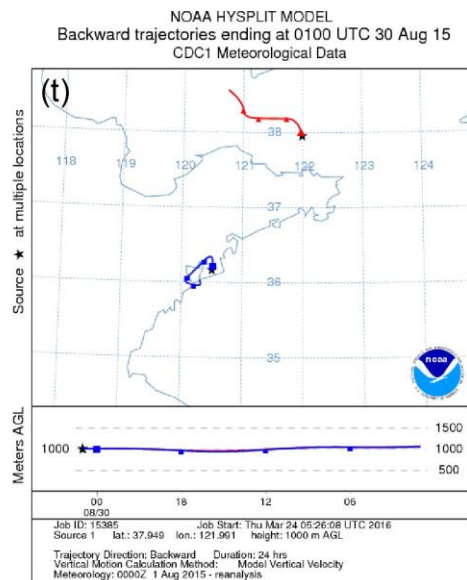 NOAA HYSPLIT MODEL
Backward trajectories ending at 0100 UTC 30 Aug 15
CDC1 Meteorological Data
(t)
Source ★ at multiple locations
38
118 119 120 121 122 123 124
37
36
35
noaa
Meters AGL
1500
1000 1000
500
00 18 12 06
08/30
Job ID: 15385 Job Start: Thu Mar 24 05:26:08 UTC 2016
Source 1 lat.: 37.949 lon.: 121.991 height: 1000 m AGL
Trajectory Direction: Backward Duration: 24 hrs
Vertical Motion Calculation Method: Model Vertical Velocity
Meteorology: 0000Z 1 Aug 2015 - reanalysis